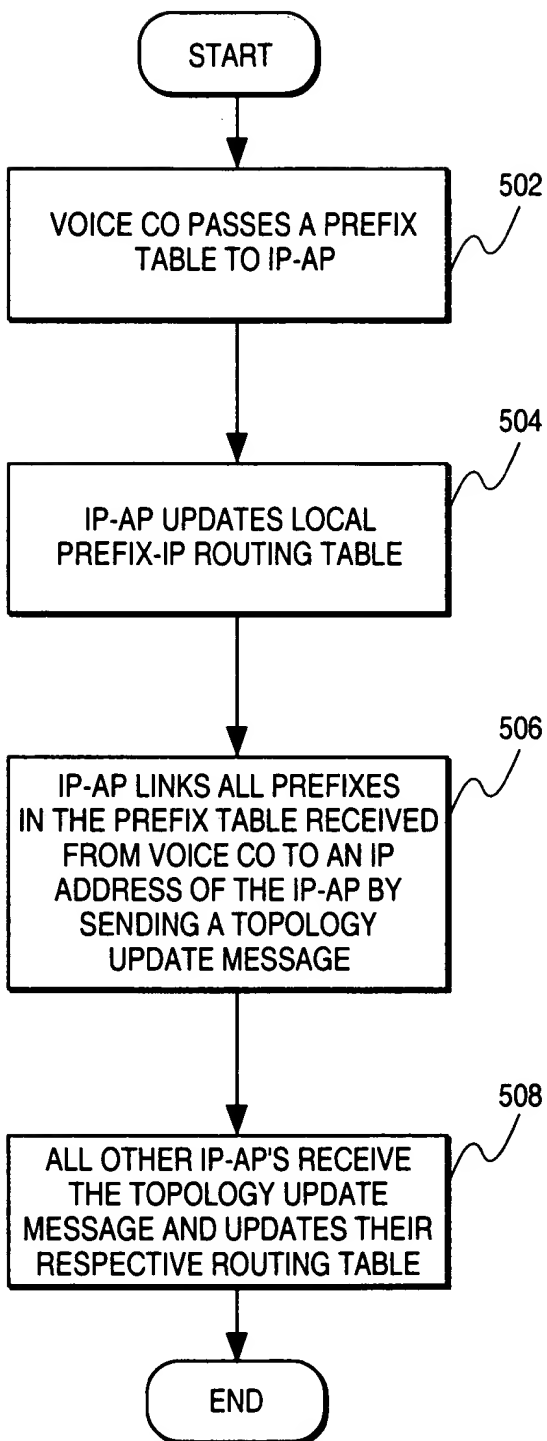 START
502
VOICE CO PASSES A PREFIX
TABLE TO IP-AP
504
IP-AP UPDATES LOCAL
PREFIX-IP ROUTING TABLE
506
IP-AP LINKS ALL PREFIXES
IN THE PREFIX TABLE RECEIVED
FROM VOICE CO TO AN IP
ADDRESS OF THE IP-AP BY
SENDING A TOPOLOGY
UPDATE MESSAGE
508
ALL OTHER IP-AP'S RECEIVE
THE TOPOLOGY UPDATE
MESSAGE AND UPDATES THEIR
RESPECTIVE ROUTING TABLE
END